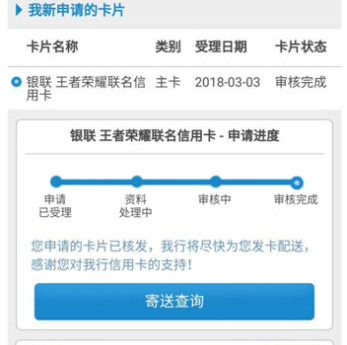 我新申请的卡片
卡片名称 类别 受理日期 卡片状态
银联 王者荣耀联名信 主卡 2018-03-03 审核完成
用卡
银联 王者荣耀联名信用卡 - 申请进度
申请 资料 审核中 审核完成
已受理 处理中
您申请的卡片已核发，我行将尽快为您发卡配送，
感谢您对我行信用卡的支持！
寄送查询